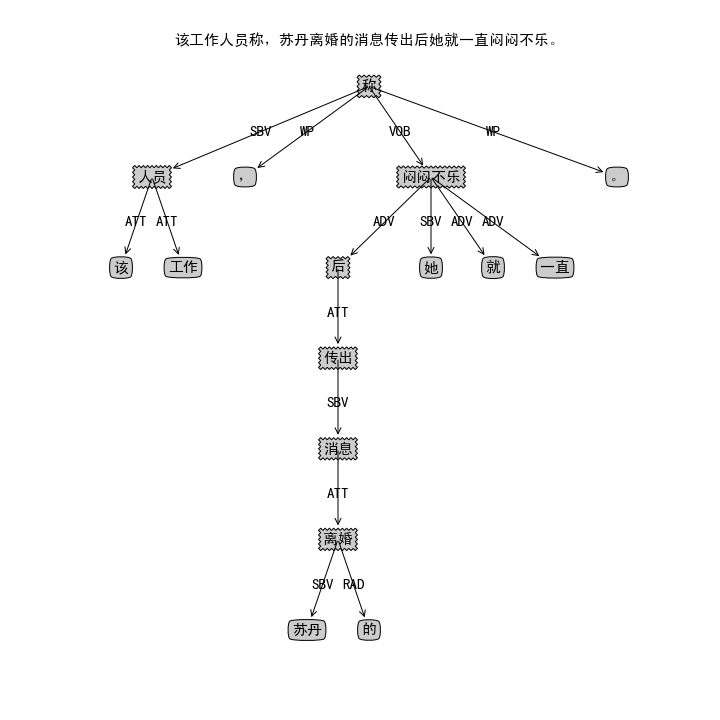 该工作人员称，苏丹离婚的消息传出后她就一直闷闷不乐。
称
SBV WP VOB WP
人员 ， 闷闷不乐 。
ATT ATT ADV SBV ADV ADV
该 工作 后 她 就 一直
ATT
传出
SBV
消息
ATT
离婚
SBV RAD
苏丹 的